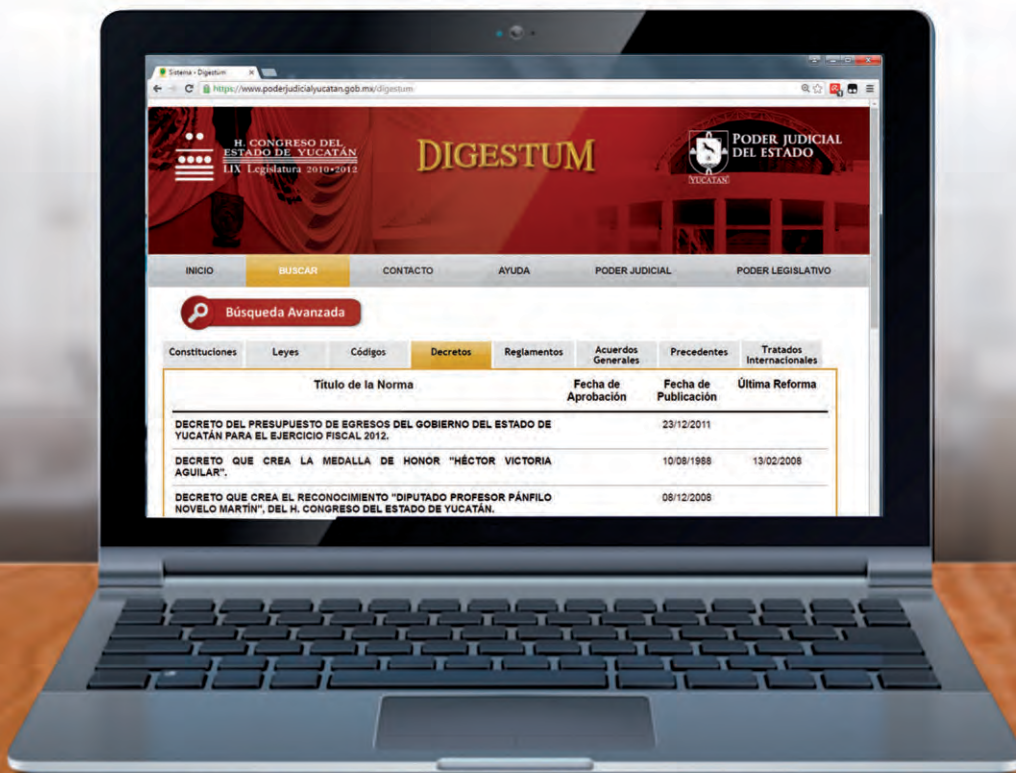 Sistema - Digestum
https://www.poderjudicialyucatan.gob.mx/digestum
H. CONGRESO DEL
ESTADO DE YUCATÁN
LIX Legislatura 2010•2012
DIGESTUM
PODER JUDICIAL
DEL ESTADO
YUCATAN
INICIO BUSCAR CONTACTO AYUDA PODER JUDICIAL PODER LEGISLATIVO
Búsqueda Avanzada
Constituciones Leyes Códigos Decretos Reglamentos Acuerdos Generales Precedentes Tratados Internacionales
Título de la Norma Fecha de Aprobación Fecha de Publicación Última Reforma
DECRETO DEL PRESUPUESTO DE EGRESOS DEL GOBIERNO DEL ESTADO DE 23/12/2011
YUCATÁN PARA EL EJERCICIO FISCAL 2012.
DECRETO QUE CREA LA MEDALLA DE HONOR "HÉCTOR VICTORIA 10/08/1988 13/02/2008
AGUILAR".
DECRETO QUE CREA EL RECONOCIMIENTO "DIPUTADO PROFESOR PÁNFILO 08/12/2008
NOVELO MARTÍN", DEL H. CONGRESO DEL ESTADO DE YUCATÁN.